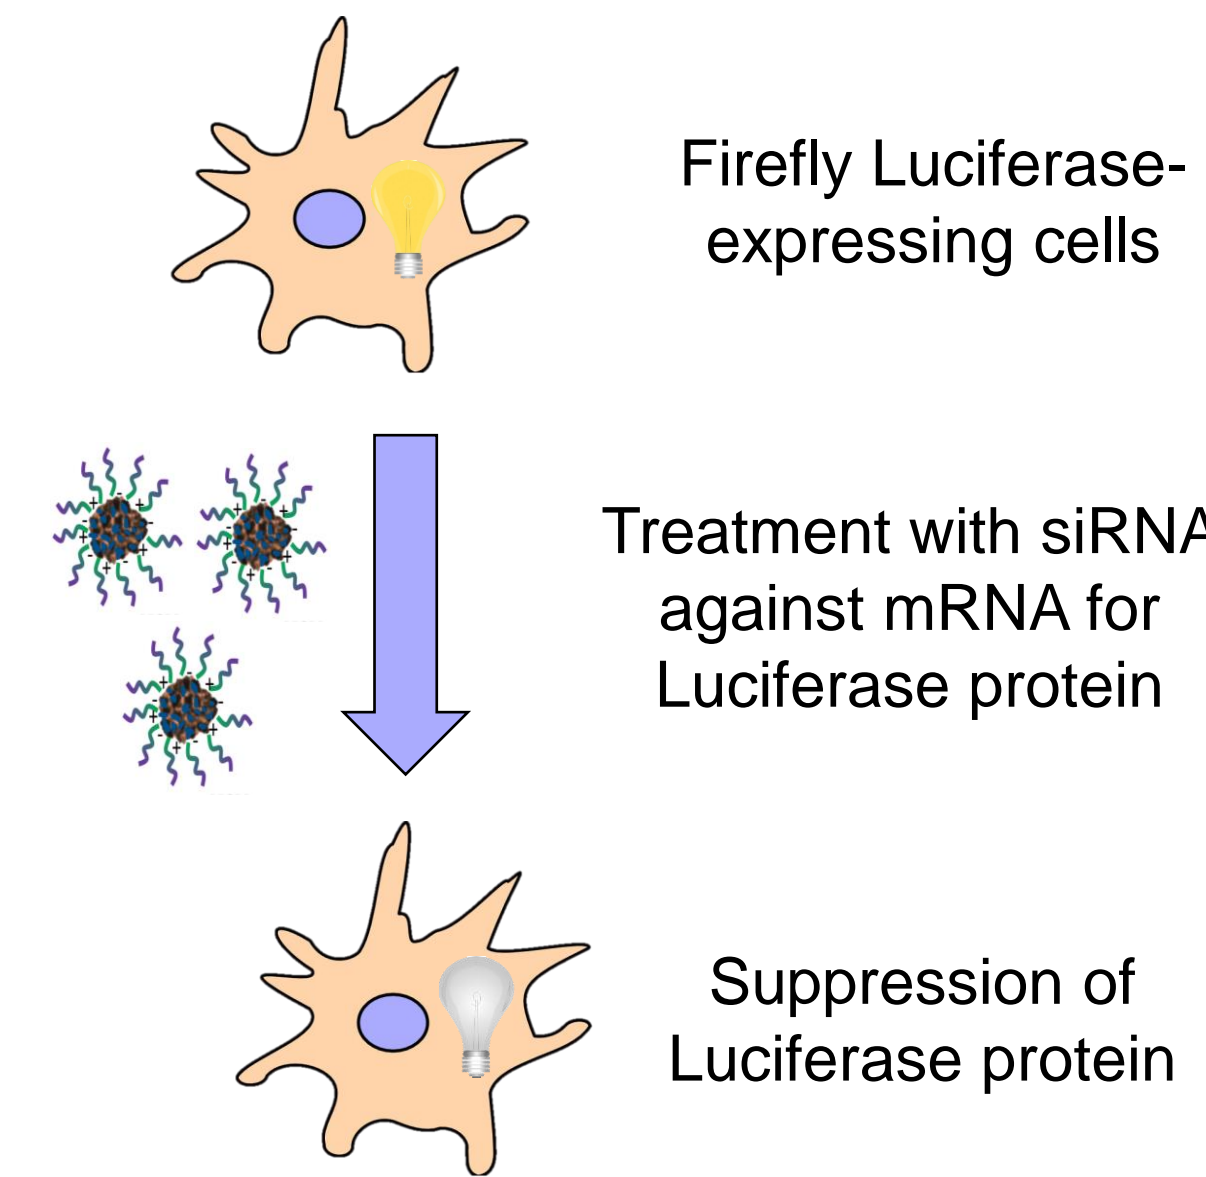 Firefly Luciferase-
expressing cells
Treatment with siRNA
against mRNA for
Luciferase protein
Suppression of
Luciferase protein